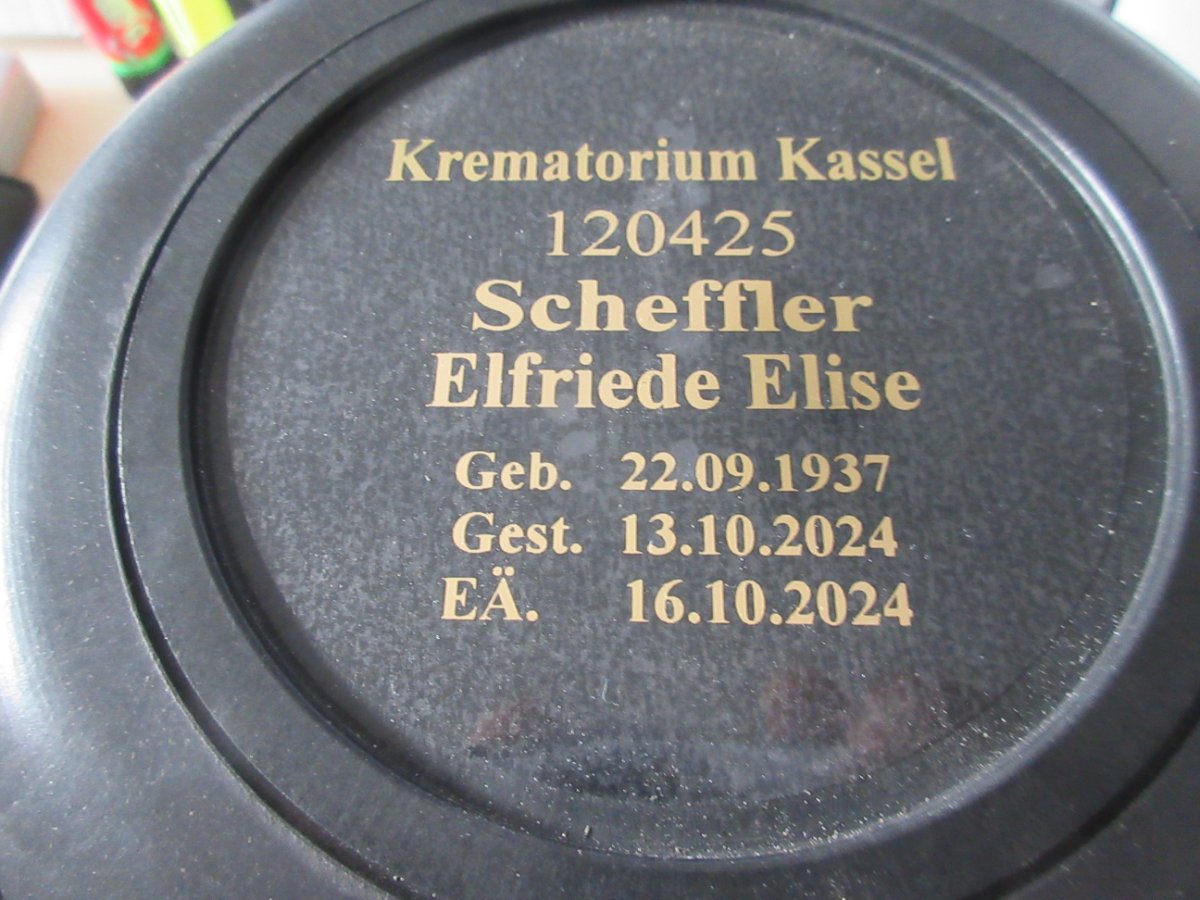 Krematorium Kassel
120425
Scheffler
Elfriede Elise
Geb. 22.09.1937
Gest. 13.10.2024
EÄ. 16.10.2024